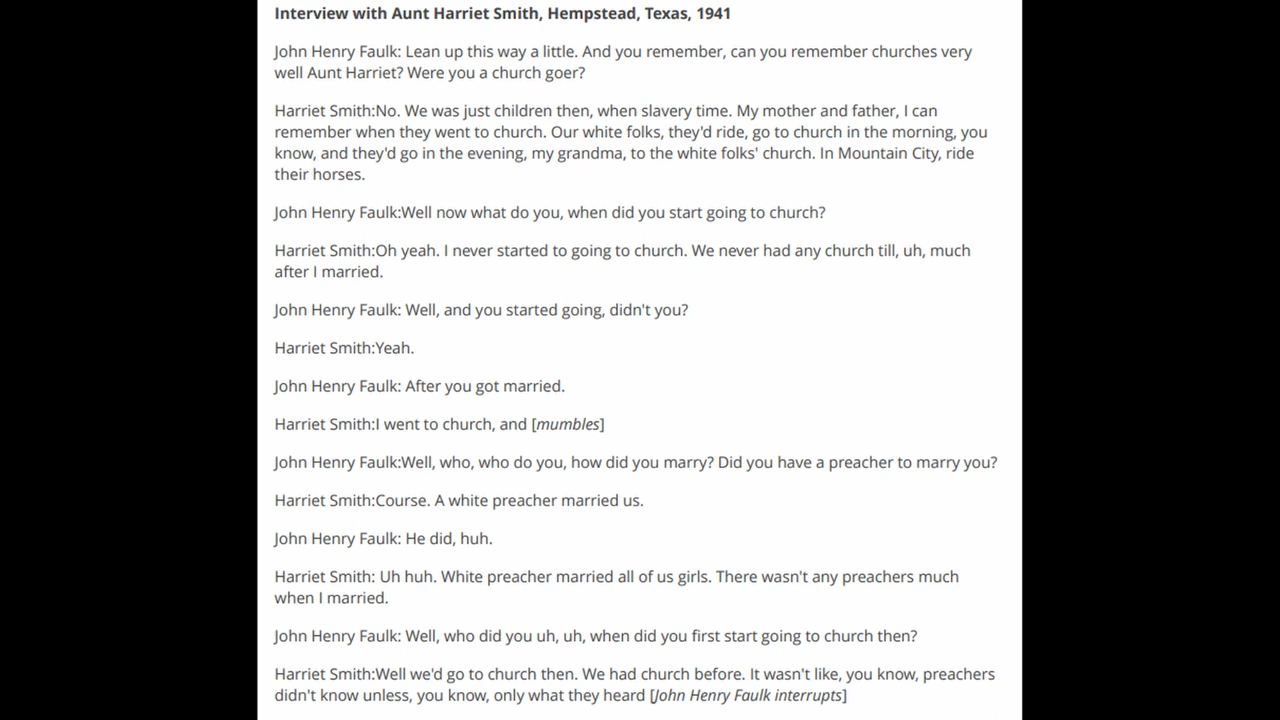 Interview with Aunt Harriet Smith, Hempstead, Texas, 1941
John Henry Faulk: Lean up this way a little. And you remember, can you remember churches very
well Aunt Harriet? Were you a church goer?
Harriet Smith:No. We was just children then, when slavery time. My mother and father, I can
remember when they went to church. Our white folks, they'd ride, go to church in the morning, you
know, and they'd go in the evening, my grandma, to the white folks' church. In Mountain City, ride
their horses.
John Henry Faulk:Well now what do you, when did you start going to church?
Harriet Smith:Oh yeah. I never started to going to church. We never had any church till, uh, much
after I married.
John Henry Faulk: Well, and you started going, didn't you?
Harriet Smith:Yeah.
John Henry Faulk: After you got married.
Harriet Smith:I went to church, and [mumbles]
John Henry Faulk:Well, who, who do you, how did you marry? Did you have a preacher to marry you?
Harriet Smith:Course. A white preacher married us.
John Henry Faulk: He did, huh.
Harriet Smith: Uh huh. White preacher married all of us girls. There wasn't any preachers much
when I married.
John Henry Faulk: Well, who did you uh, uh, when did you first start going to church then?
Harriet Smith:Well we'd go to church then. We had church before. It wasn't like, you know, preachers
didn't know unless, you know, only what they heard [John Henry Faulk interrupts]